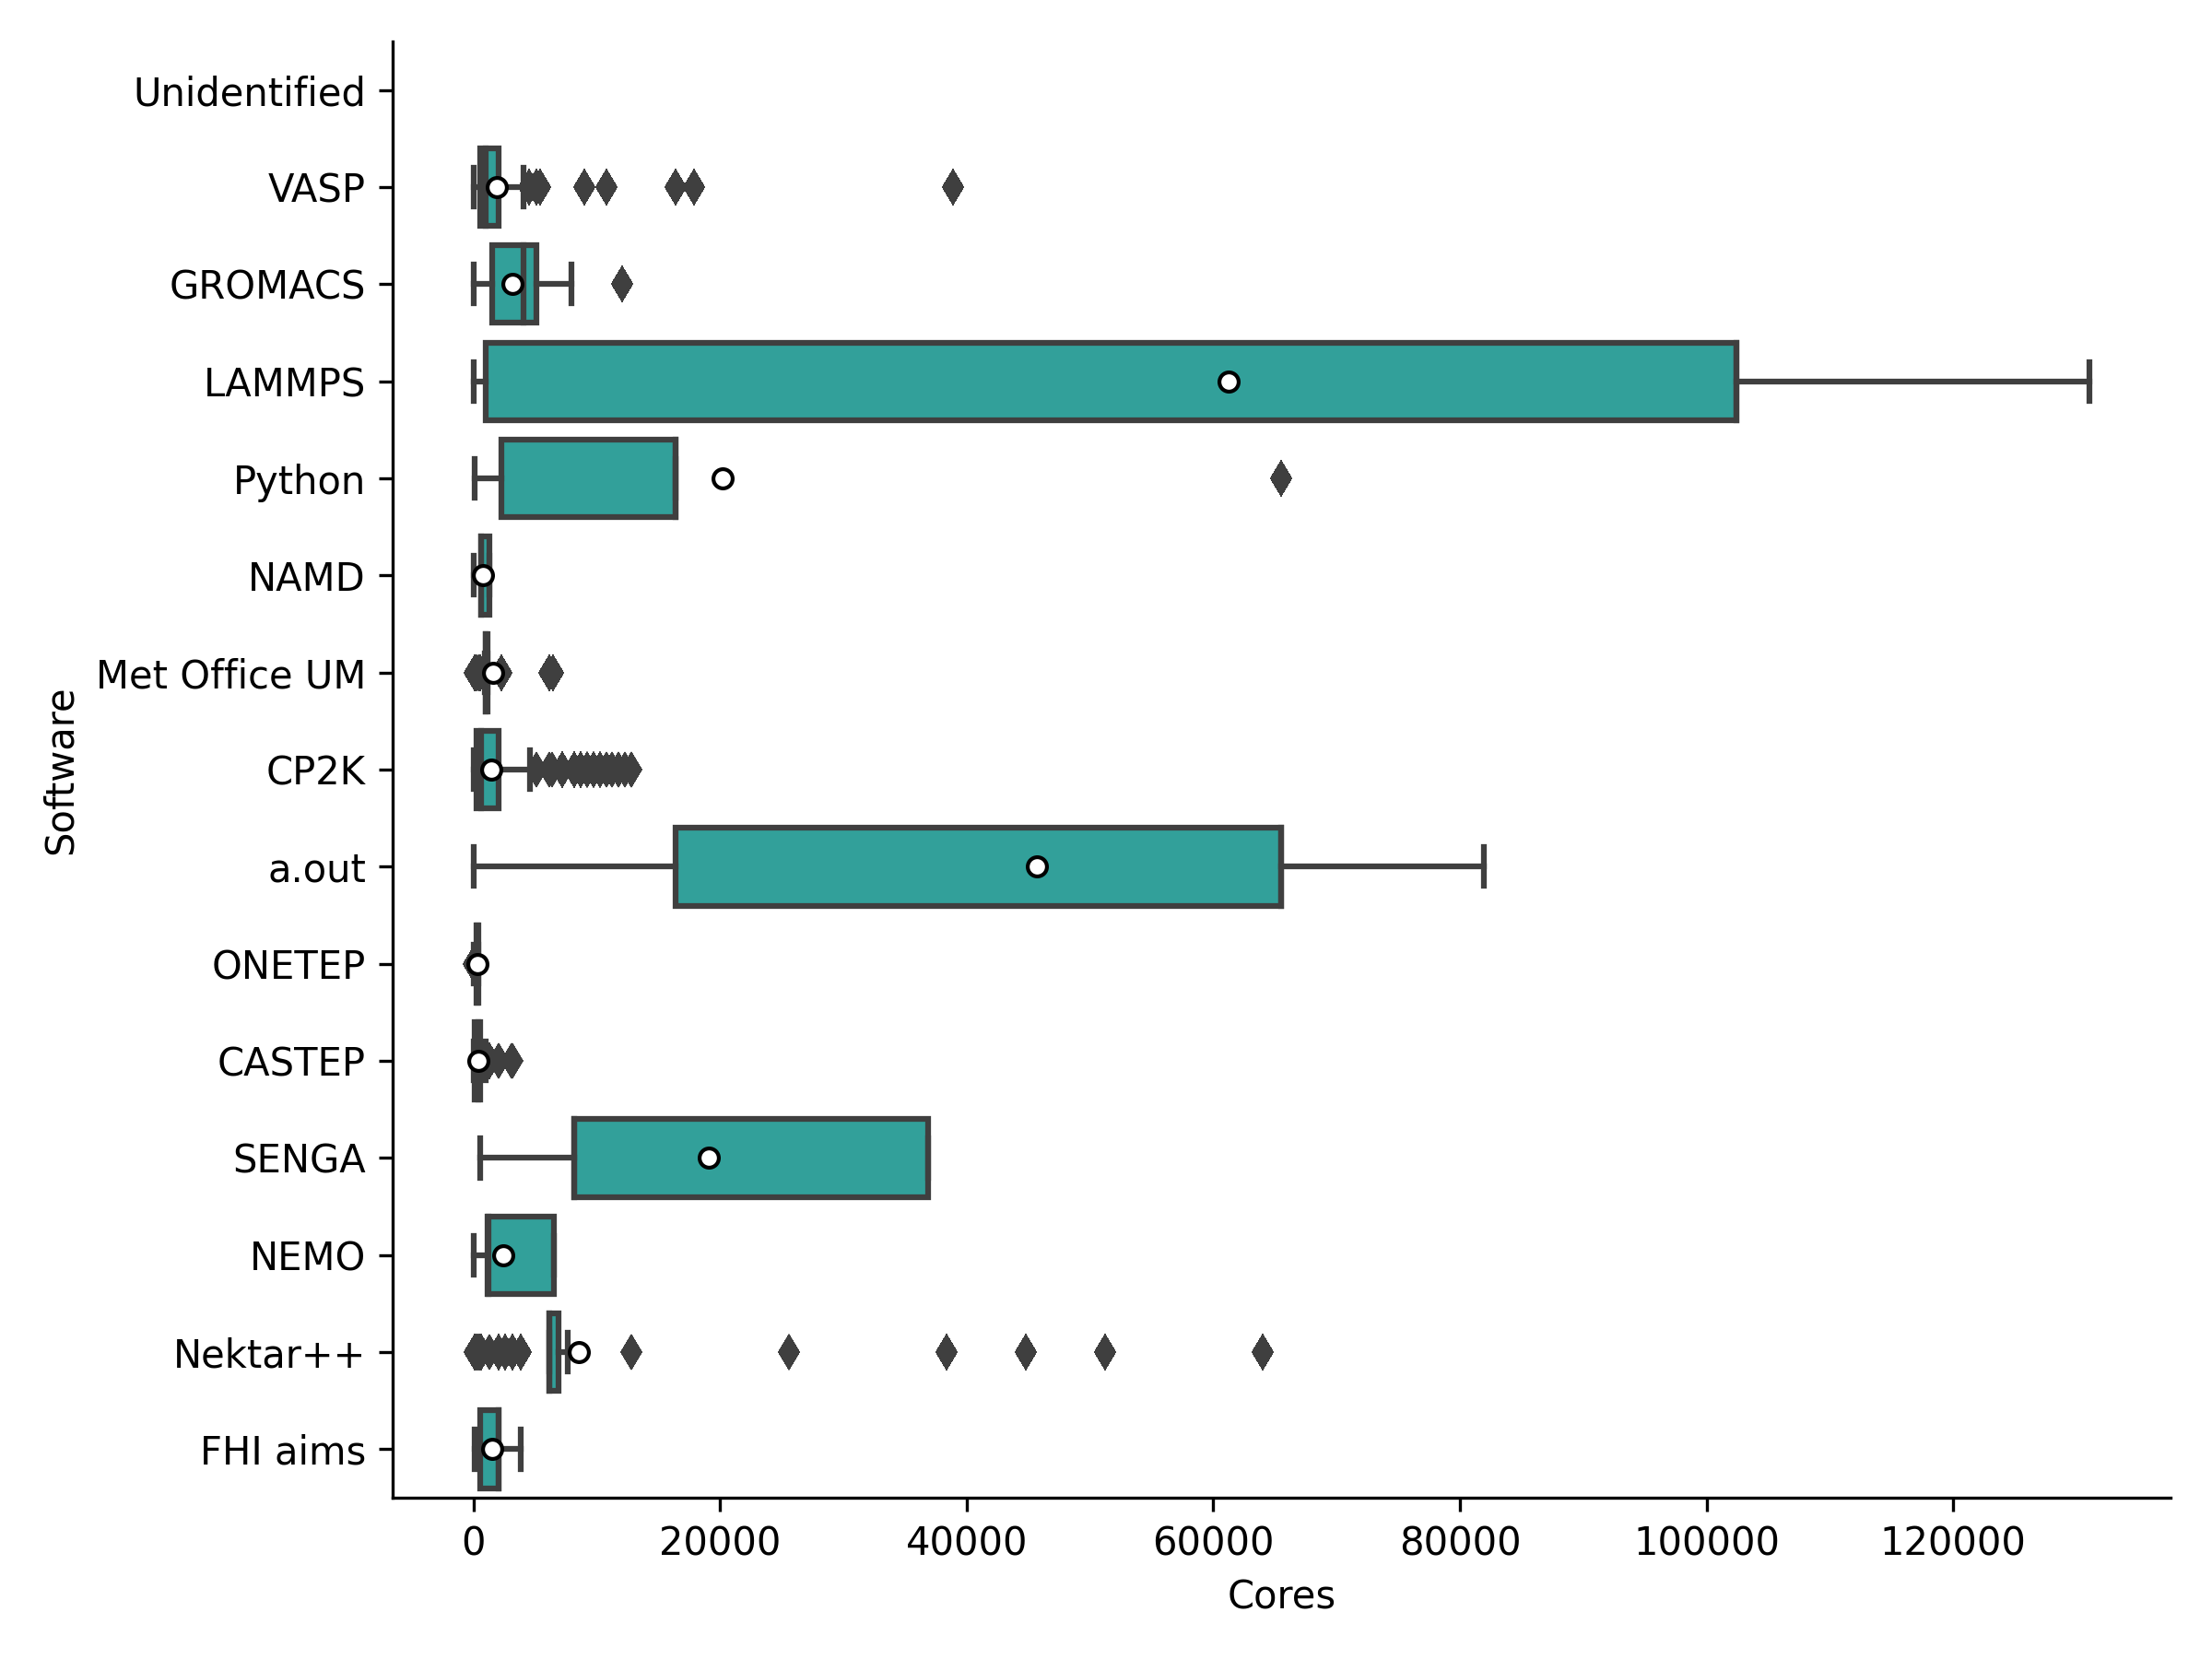 Unidentified
VASP
GROMACS
LAMMPS
Python
NAMD
Met Office UM
CP2K
a.out
ONETEP
CASTEP
SENGA
NEMO
Nektar++
FHI aims
Software
0 20000 40000 60000 80000 100000 120000
Cores